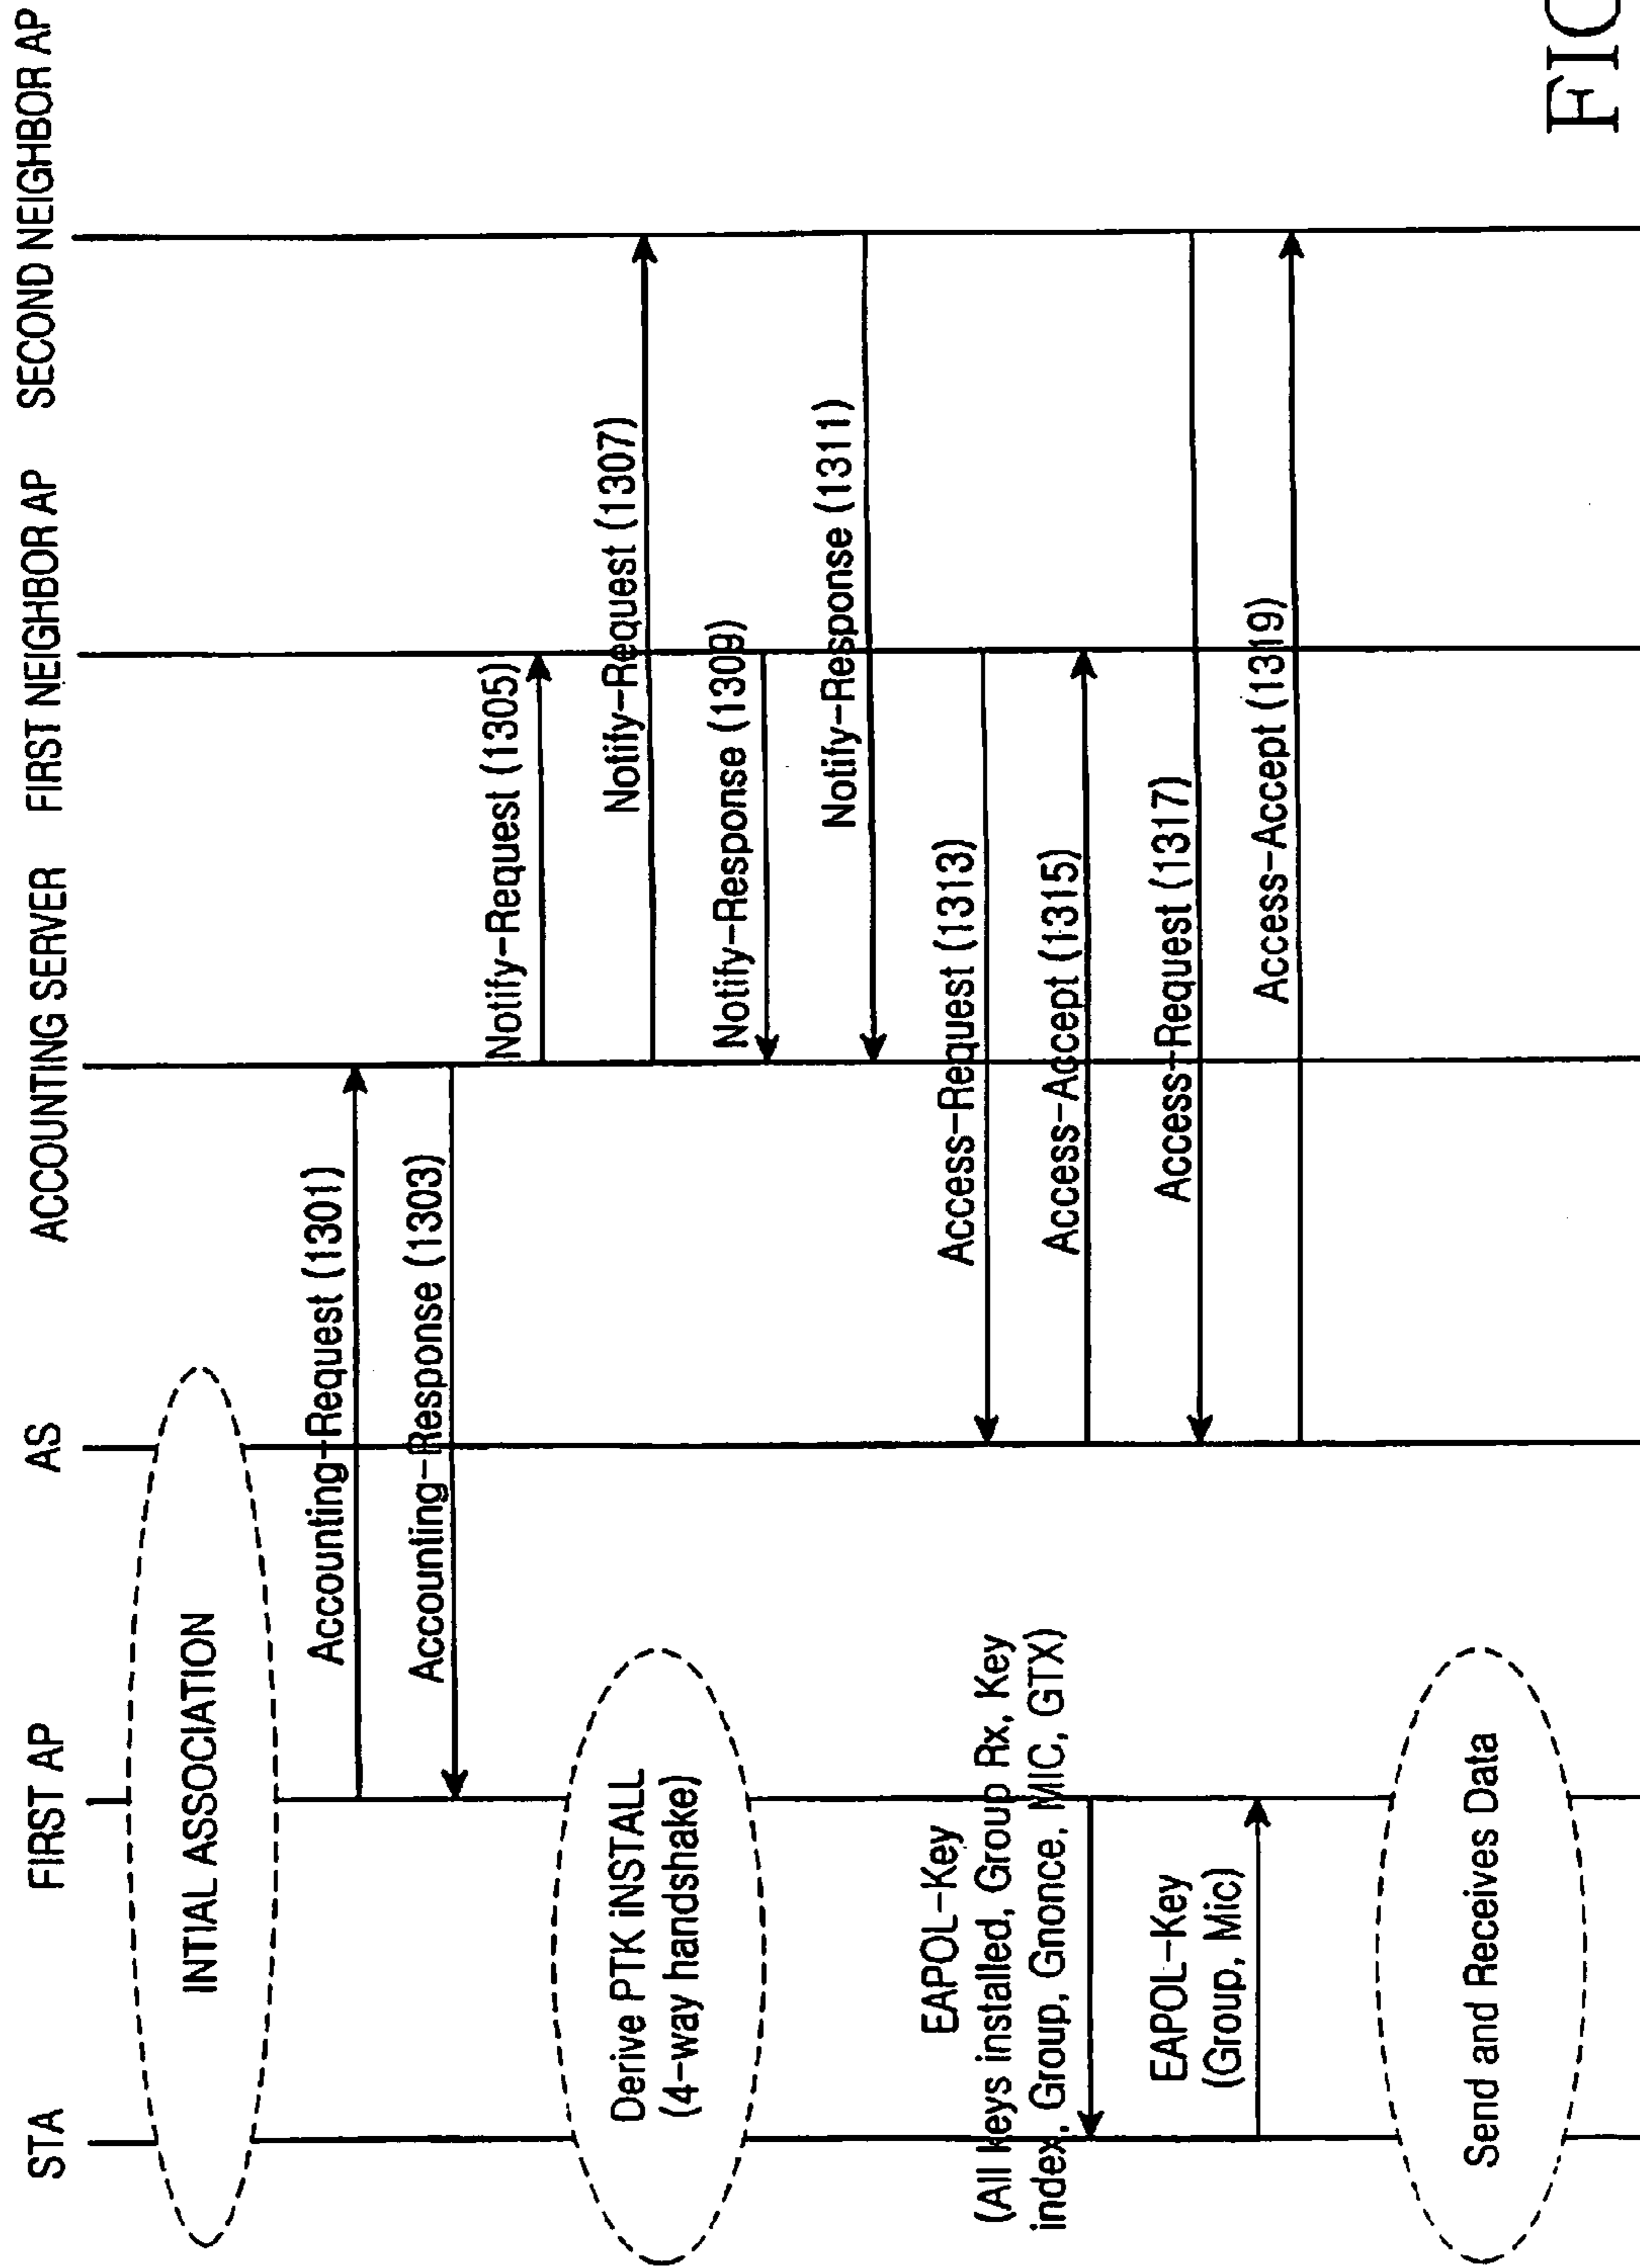 STA
FIRST AP
AS
ACCOUNTING SERVER
FIRST NEIGHBOR AP
SECOND NEIGHBOR AP
INTIAL ASSOCIATION
Accounting-Request (1301)
Accounting-Response (1303)
Notify-Request (1305)
Derive PTK INSTALL
(4-way handshake)
Notify-Request (1307)
Notify-Response (1309)
Notify-Response (1311)
EAPOL-Key
(All keys installed, Group Rx, Key
index, Group, Gnonce, MIC, GTX)
Access-Request (1313)
Access-Accept (1315)
EAPOL-Key
(Group, Mic)
Access-Request (1317)
Access-Accept (1319)
Send and Receives Data